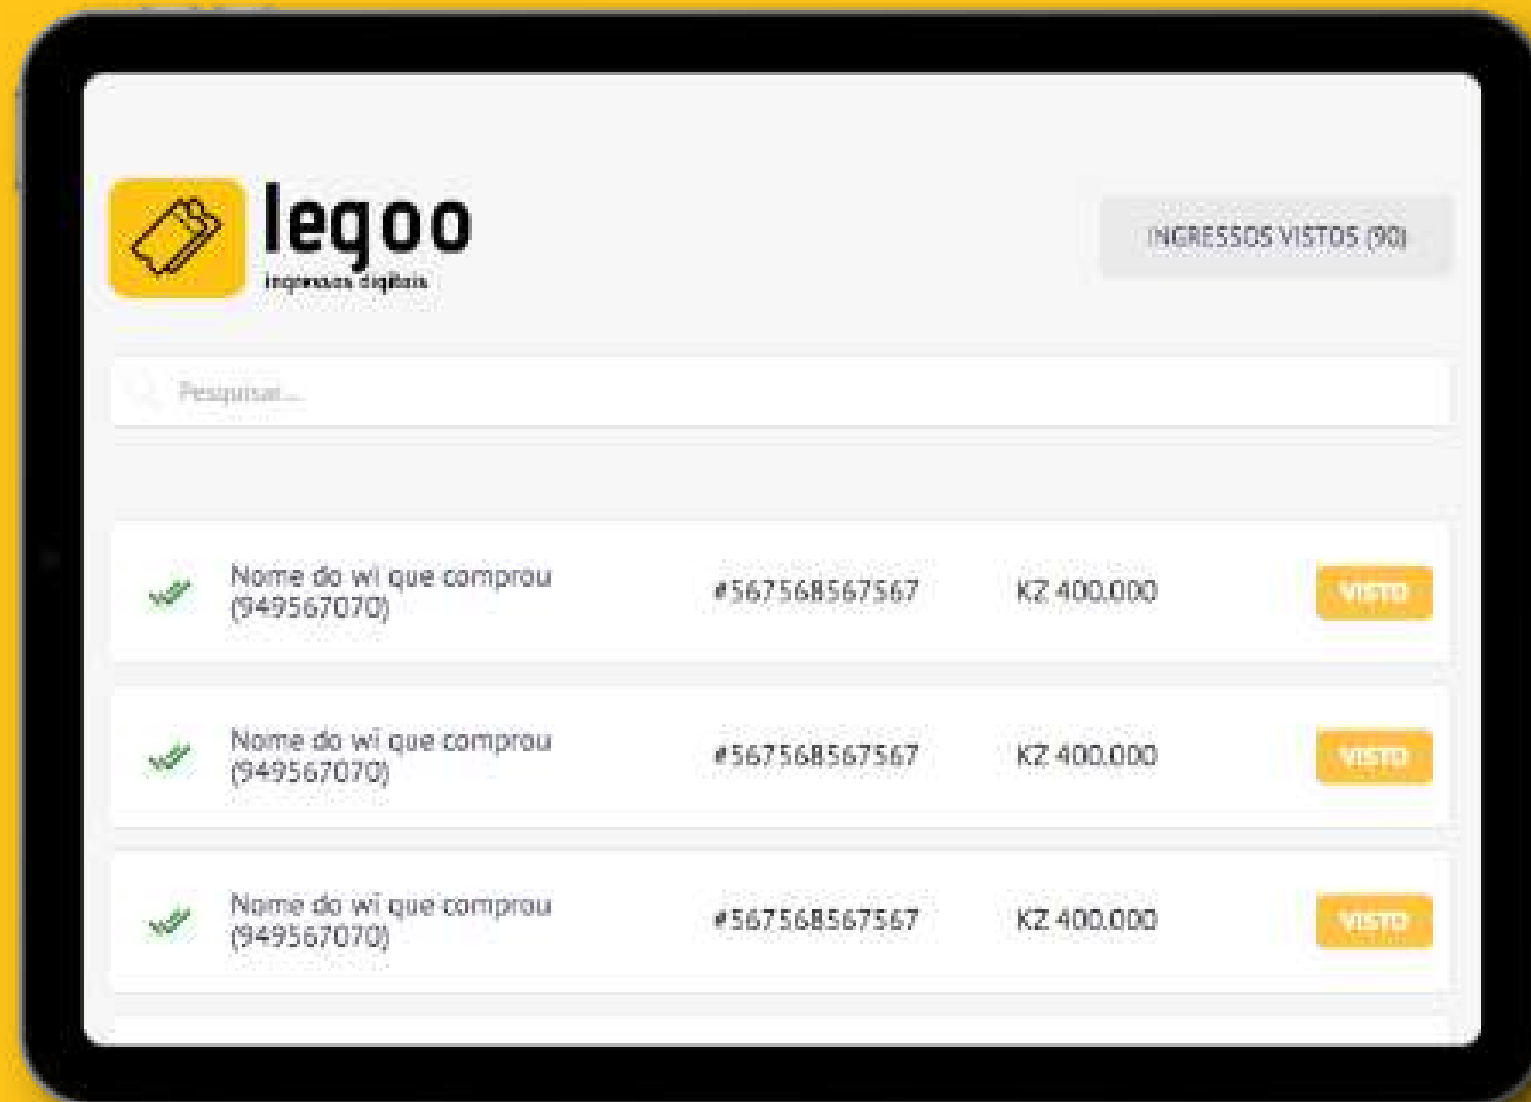 leqoo
ingressos digitais
INGRESSOS VISTOS (90)
Pesquisar...
Nome do wi que comprou
(949567070)
#567568567567
KZ 400.000
VISTO
Nome do wi que comprou
(949567070)
#567568567567
KZ 400.000
VISTO
Nome do wi que comprou
(949567070)
#567568567567
KZ 400.000
VISTO